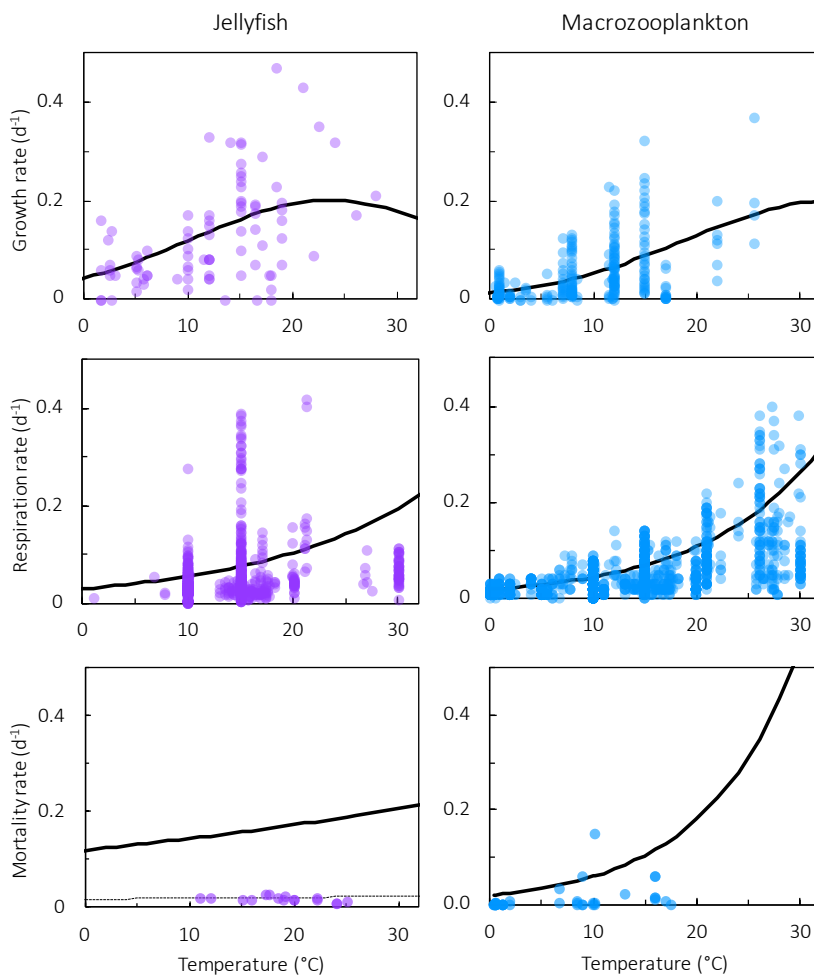 Jellyfish
Macrozooplankton
Growth rate (d⁻¹)
0.4
0.2
0
0 10 20 30
0.4
0.2
0
0 10 20 30
Respiration rate (d⁻¹)
0.4
0.2
0
0 10 20 30
0.4
0.2
0
0 10 20 30
Mortality rate (d⁻¹)
0.4
0.2
0
0 10 20 30
Temperature (°C)
0.4
0.2
0.0
0 10 20 30
Temperature (°C)